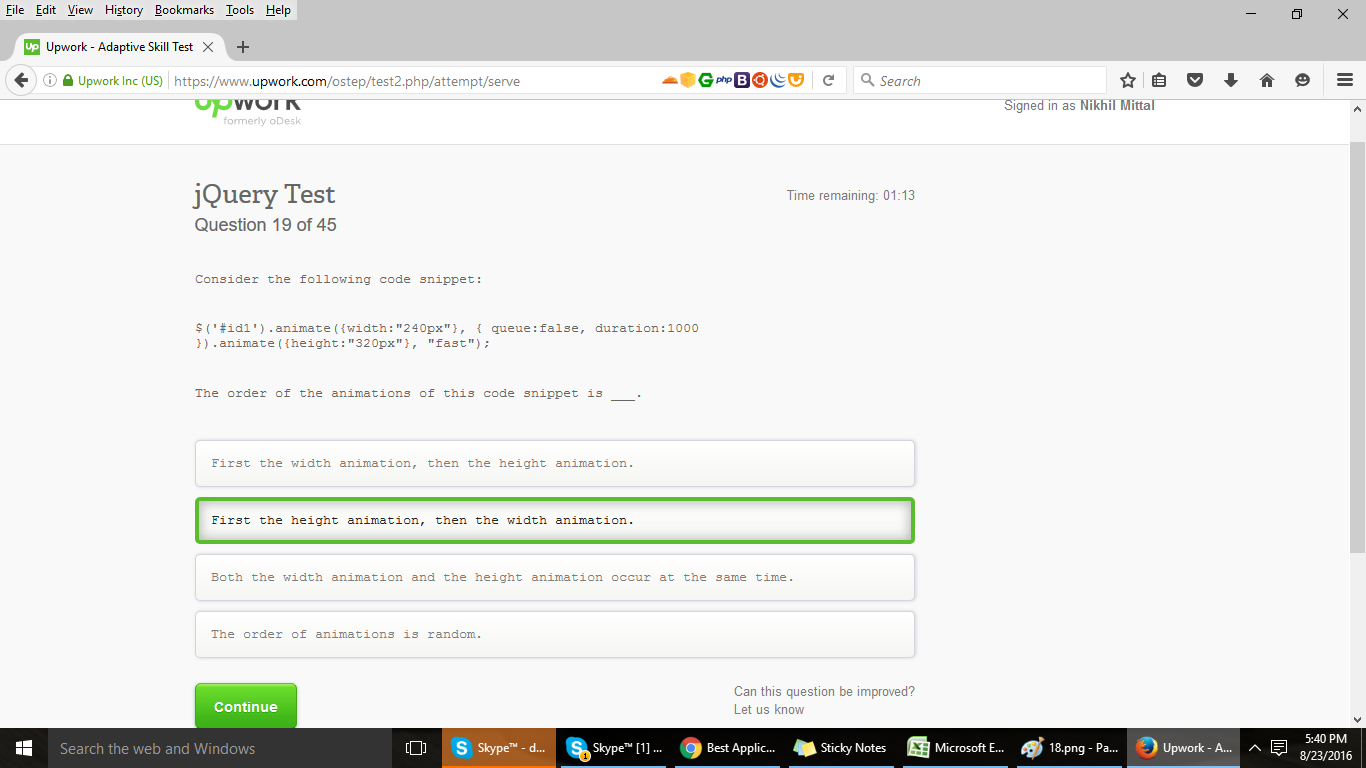 File Edit View History Bookmarks Tools Help
Up Upwork - Adaptive Skill Test
Upwork Inc (US) https://www.upwork.com/ostep/test2.php/attempt/serve php B Search
upwork
formerly oDesk
Signed in as Nikhil Mittal
jQuery Test
Time remaining: 01:13
Question 19 of 45
Consider the following code snippet:
$('#id1').animate({width:"240px"}, { queue:false, duration:1000
}).animate({height:"320px"}, "fast");
The order of the animations of this code snippet is ___.
First the width animation, then the height animation.
First the height animation, then the width animation.
Both the width animation and the height animation occur at the same time.
The order of animations is random.
Continue
Can this question be improved?
Let us know
Search the web and Windows
Skype™ - d...
Skype™ [1] ...
Best Applic...
Sticky Notes
Microsoft E...
18.png - Pa...
Upwork - A...
5:40 PM
8/23/2016